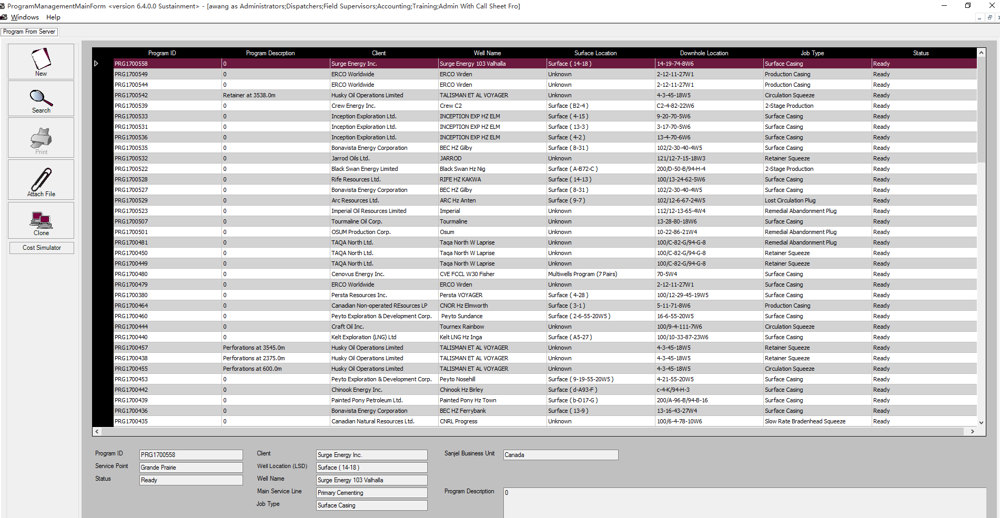 ProgramManagementMainForm <version 6.4.0.0 Sustainment> - [awang as Administrators;Dispatchers;Field Supervisors;Accounting;Training;Admin With Call Sheet Fro]
Windows Help
Program From Server
New
Search
Print
Attach File
Clone
Cost Simulator
Program ID Program Descrption Client Well Name Surface Location Downhole Location Job Type Status
PRG1700558 0 Surge Energy Inc. Surge Energy 103 Valhalla Surface ( 14-18 ) 14-19-74-8W6 Surface Casing Ready
PRG1700549 0 ERCO Worldwide ERCO Virden Unknown 2-12-11-27W1 Production Casing Ready
PRG1700544 0 ERCO Worldwide ERCO Virden Unknown 2-12-11-27W1 Production Casing Ready
PRG1700542 Retainer at 3538.0m Husky Oil Operations Limited TALISMAN ET AL VOYAGER Unknown 4-3-45-18W5 Circulation Squeeze Ready
PRG1700539 0 Crew Energy Inc. Crew C2 Surface ( B2-4 ) C2-4-82-22W6 2-Stage Production Ready
PRG1700533 0 Inception Exploration Ltd. INCEPTION EXP HZ ELM Surface ( 4-15 ) 9-20-70-5W6 Surface Casing Ready
PRG1700531 0 Inception Exploration Ltd. INCEPTION EXP HZ ELM Surface ( 13-3 ) 3-17-70-5W6 Surface Casing Ready
PRG1700536 0 Inception Exploration Ltd. INCEPTION EXP HZ ELM Surface ( 4-2 ) 13-4-70-6W6 Surface Casing Ready
PRG1700535 0 Bonavista Energy Corporation BEC HZ Gilby Surface ( 8-31 ) 102/2-30-40-4W5 Surface Casing Ready
PRG1700532 0 Jarrod Oils Ltd. JARROD Unknown 121/12-7-15-18W3 Retainer Squeeze Ready
PRG1700522 0 Black Swan Energy Limited Black Swan Hz Nig Surface ( A-B72-C ) 200/D-50-B/94-H-4 2-Stage Production Ready
PRG1700528 0 Rife Resources Ltd. RIFE HZ KAKWA Surface ( 14-13 ) 100/13-24-62-5W6 Surface Casing Ready
PRG1700527 0 Bonavista Energy Corporation BEC HZ Gilby Surface ( 8-31 ) 102/2-30-40-4W5 Surface Casing Ready
PRG1700529 0 Arc Resources Ltd. ARC Hz Anten Surface ( 9-7 ) 102/12-6-67-24W5 Lost Circulation Plug Ready
PRG1700523 0 Imperial Oil Resources Limited Imperial Unknown 112/12-13-65-4W4 Remedial Abandonment Plug Ready
PRG1700507 0 Tourmaline Oil Corp. Tourmaline Unknown 13-28-80-18W6 Surface Casing Ready
PRG1700501 0 OSUM Production Corp. Osum Unknown 10-22-86-21W4 Remedial Abandonment Plug Ready
PRG1700481 0 TAQA North Ltd. Taqa North W Laprise Unknown 100/C-82-G/94-G-8 Remedial Abandonment Plug Ready
PRG1700450 0 TAQA North Ltd. Taqa North W Laprise Unknown 100/C-82-G/94-G-8 Retainer Squeeze Ready
PRG1700449 0 TAQA North Ltd. Taqa North W Laprise Unknown 100/C-82-G/94-G-8 Retainer Squeeze Ready
PRG1700480 0 Cenovus Energy Inc. CVE FCCL W30 Fisher Multiwells Program (7 Pairs) 70-5W4 Surface Casing Ready
PRG1700479 0 ERCO Worldwide ERCO Virden Unknown 2-12-11-27W1 Surface Casing Ready
PRG1700380 0 Persta Resources Inc. Persta VOYAGER Surface ( 4-28 ) 100/12-29-45-19W5 Surface Casing Ready
PRG1700464 0 Canadian Non-operated REsources LP CNOR Hz Elmworth Surface ( 3-1 ) 5-11-71-8W6 Production Casing Ready
PRG1700460 0 Peyto Exploration & Development Corp. Peyto Sundance Surface ( 2-6-55-20W5 ) 16-6-55-20W5 Surface Casing Ready
PRG1700444 0 Craft Oil Inc. Tournex Rainbow Unknown 100/9-4-111-7W6 Circulation Squeeze Ready
PRG1700440 0 Kelt Exploration (LNG) Ltd Kelt LNG Hz Inga Surface ( A5-27 ) 100/10-33-87-23W6 Surface Casing Ready
PRG1700457 Perforations at 3545.0m Husky Oil Operations Limited TALISMAN ET AL VOYAGER Unknown 4-3-45-18W5 Retainer Squeeze Ready
PRG1700438 Perforations at 2375.0m Husky Oil Operations Limited TALISMAN ET AL VOYAGER Unknown 4-3-45-18W5 Retainer Squeeze Ready
PRG1700455 Perforations at 600.0m Husky Oil Operations Limited TALISMAN ET AL VOYAGER Unknown 4-3-45-18W5 Circulation Squeeze Ready
PRG1700453 0 Peyto Exploration & Development Corp. Peyto Nosehill Surface ( 9-19-55-20W5 ) 4-21-55-20W5 Surface Casing Ready
PRG1700442 0 Chinook Energy Inc. Chinook Hz Birley Surface ( d-A93-F ) c-4-K/94-H-3 Surface Casing Ready
PRG1700439 0 Painted Pony Petroleum Ltd. Painted Pony Hz Town Surface ( b-D17-G ) 200/A-96-B/94-B-16 Surface Casing Ready
PRG1700436 0 Bonavista Energy Corporation BEC HZ Ferrybank Surface ( 13-9 ) 13-16-43-27W4 Surface Casing Ready
PRG1700435 0 Canadian Natural Resources Ltd. CNRL Progress Unknown 100/6-4-78-10W6 Slow Rate Bradenhead Squeeze Ready
Program ID PRG1700558 Client Surge Energy Inc. Sanjel Business Unit Canada
Service Point Grande Prairie Well Location (LSD) Surface ( 14-18 )
Status Ready Well Name Surge Energy 103 Valhalla
Main Service Line Primary Cementing Program Description 0
Job Type Surface Casing